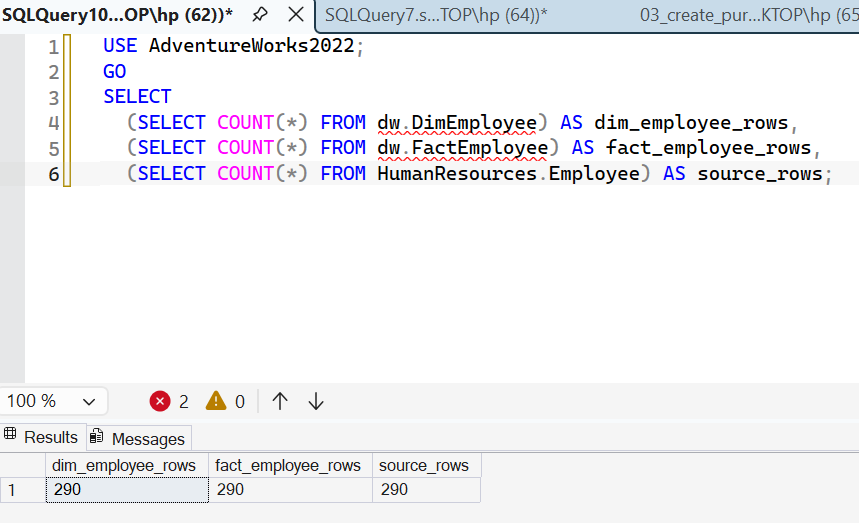 SQLQuery10...OP\hp (62))*
SQLQuery7.s...TOP\hp (64))*
03_create_pur...KTOP\hp (65
1 USE AdventureWorks2022;
2 GO
3 SELECT
4 (SELECT COUNT(*) FROM dw.DimEmployee) AS dim_employee_rows,
5 (SELECT COUNT(*) FROM dw.FactEmployee) AS fact_employee_rows,
6 (SELECT COUNT(*) FROM HumanResources.Employee) AS source_rows;
100 % 2 0
Results Messages
dim_employee_rows fact_employee_rows source_rows
1 290 290 290